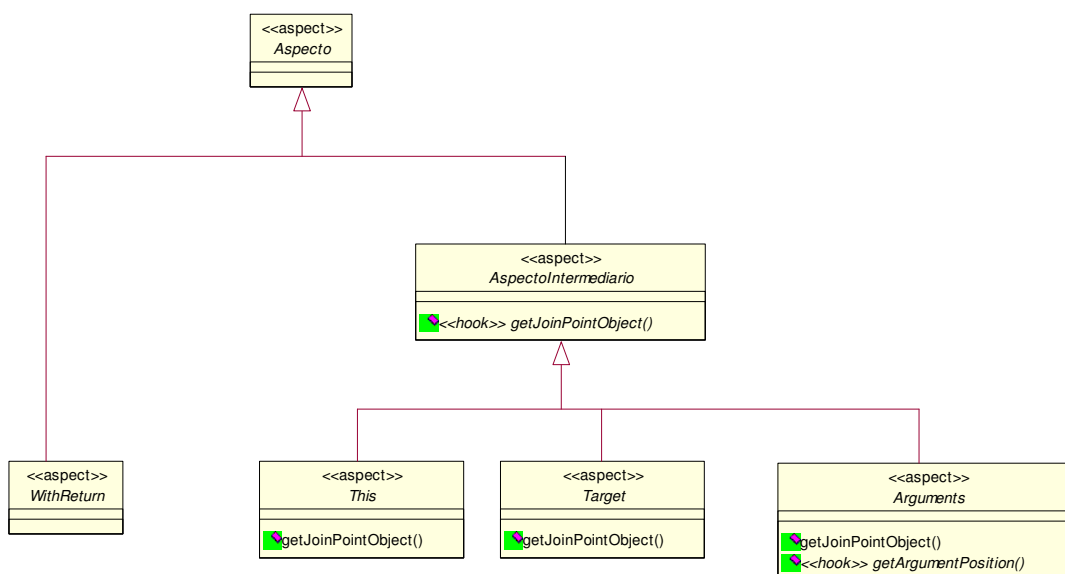 <<aspect>>
Aspecto
<<aspect>>
AspectoIntermediario
<<hook>> getJoinPointObject()
<<aspect>>
WithReturn
<<aspect>>
This
getJoinPointObject()
<<aspect>>
Target
getJoinPointObject()
<<aspect>>
Arguments
getJoinPointObject()
<<hook>> getArgumentPosition()